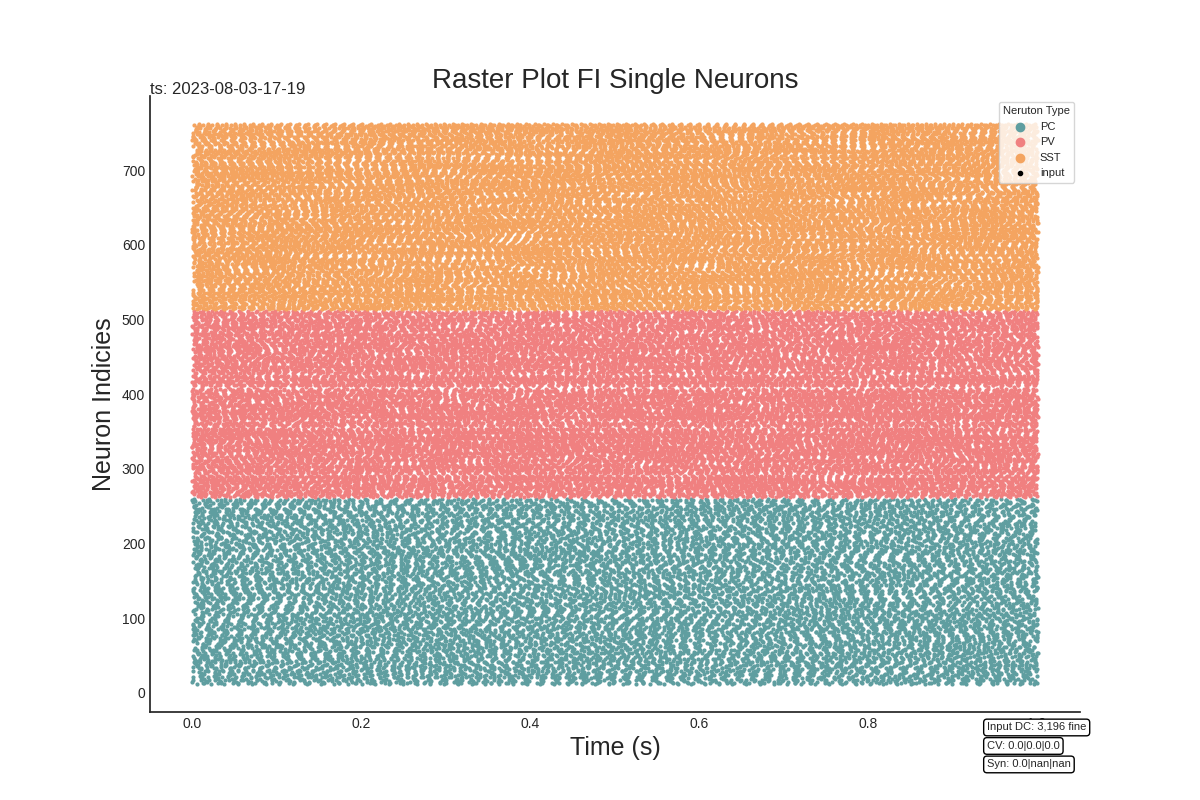 Raster Plot FI Single Neurons
ts: 2023-08-03-17-19
Neruton Type
PC
PV
SST
input
Neuron Indicies
700
600
500
400
300
200
100
0
0.0
0.2
0.4
0.6
0.8
Time (s)
Input DC: 3,196 fine
CV: 0.0|0.0|0.0
Syn: 0.0|nan|nan